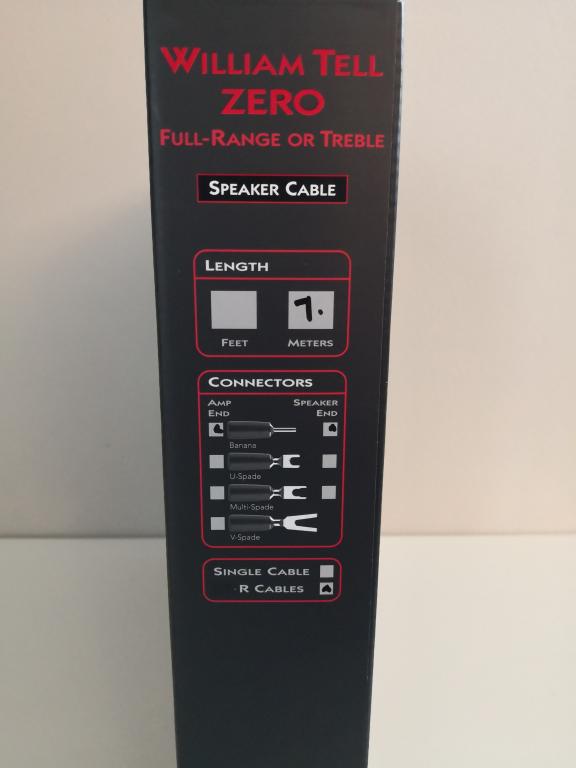 WILLIAM TELL
ZERO
FULL-RANGE OR TREBLE
SPEAKER CABLE
LENGTH
7.
FEET METERS
CONNECTORS
AMP END SPEAKER END
Banana
U-Spade
Multi-Spade
V-Spade
SINGLE CABLE
R CABLES